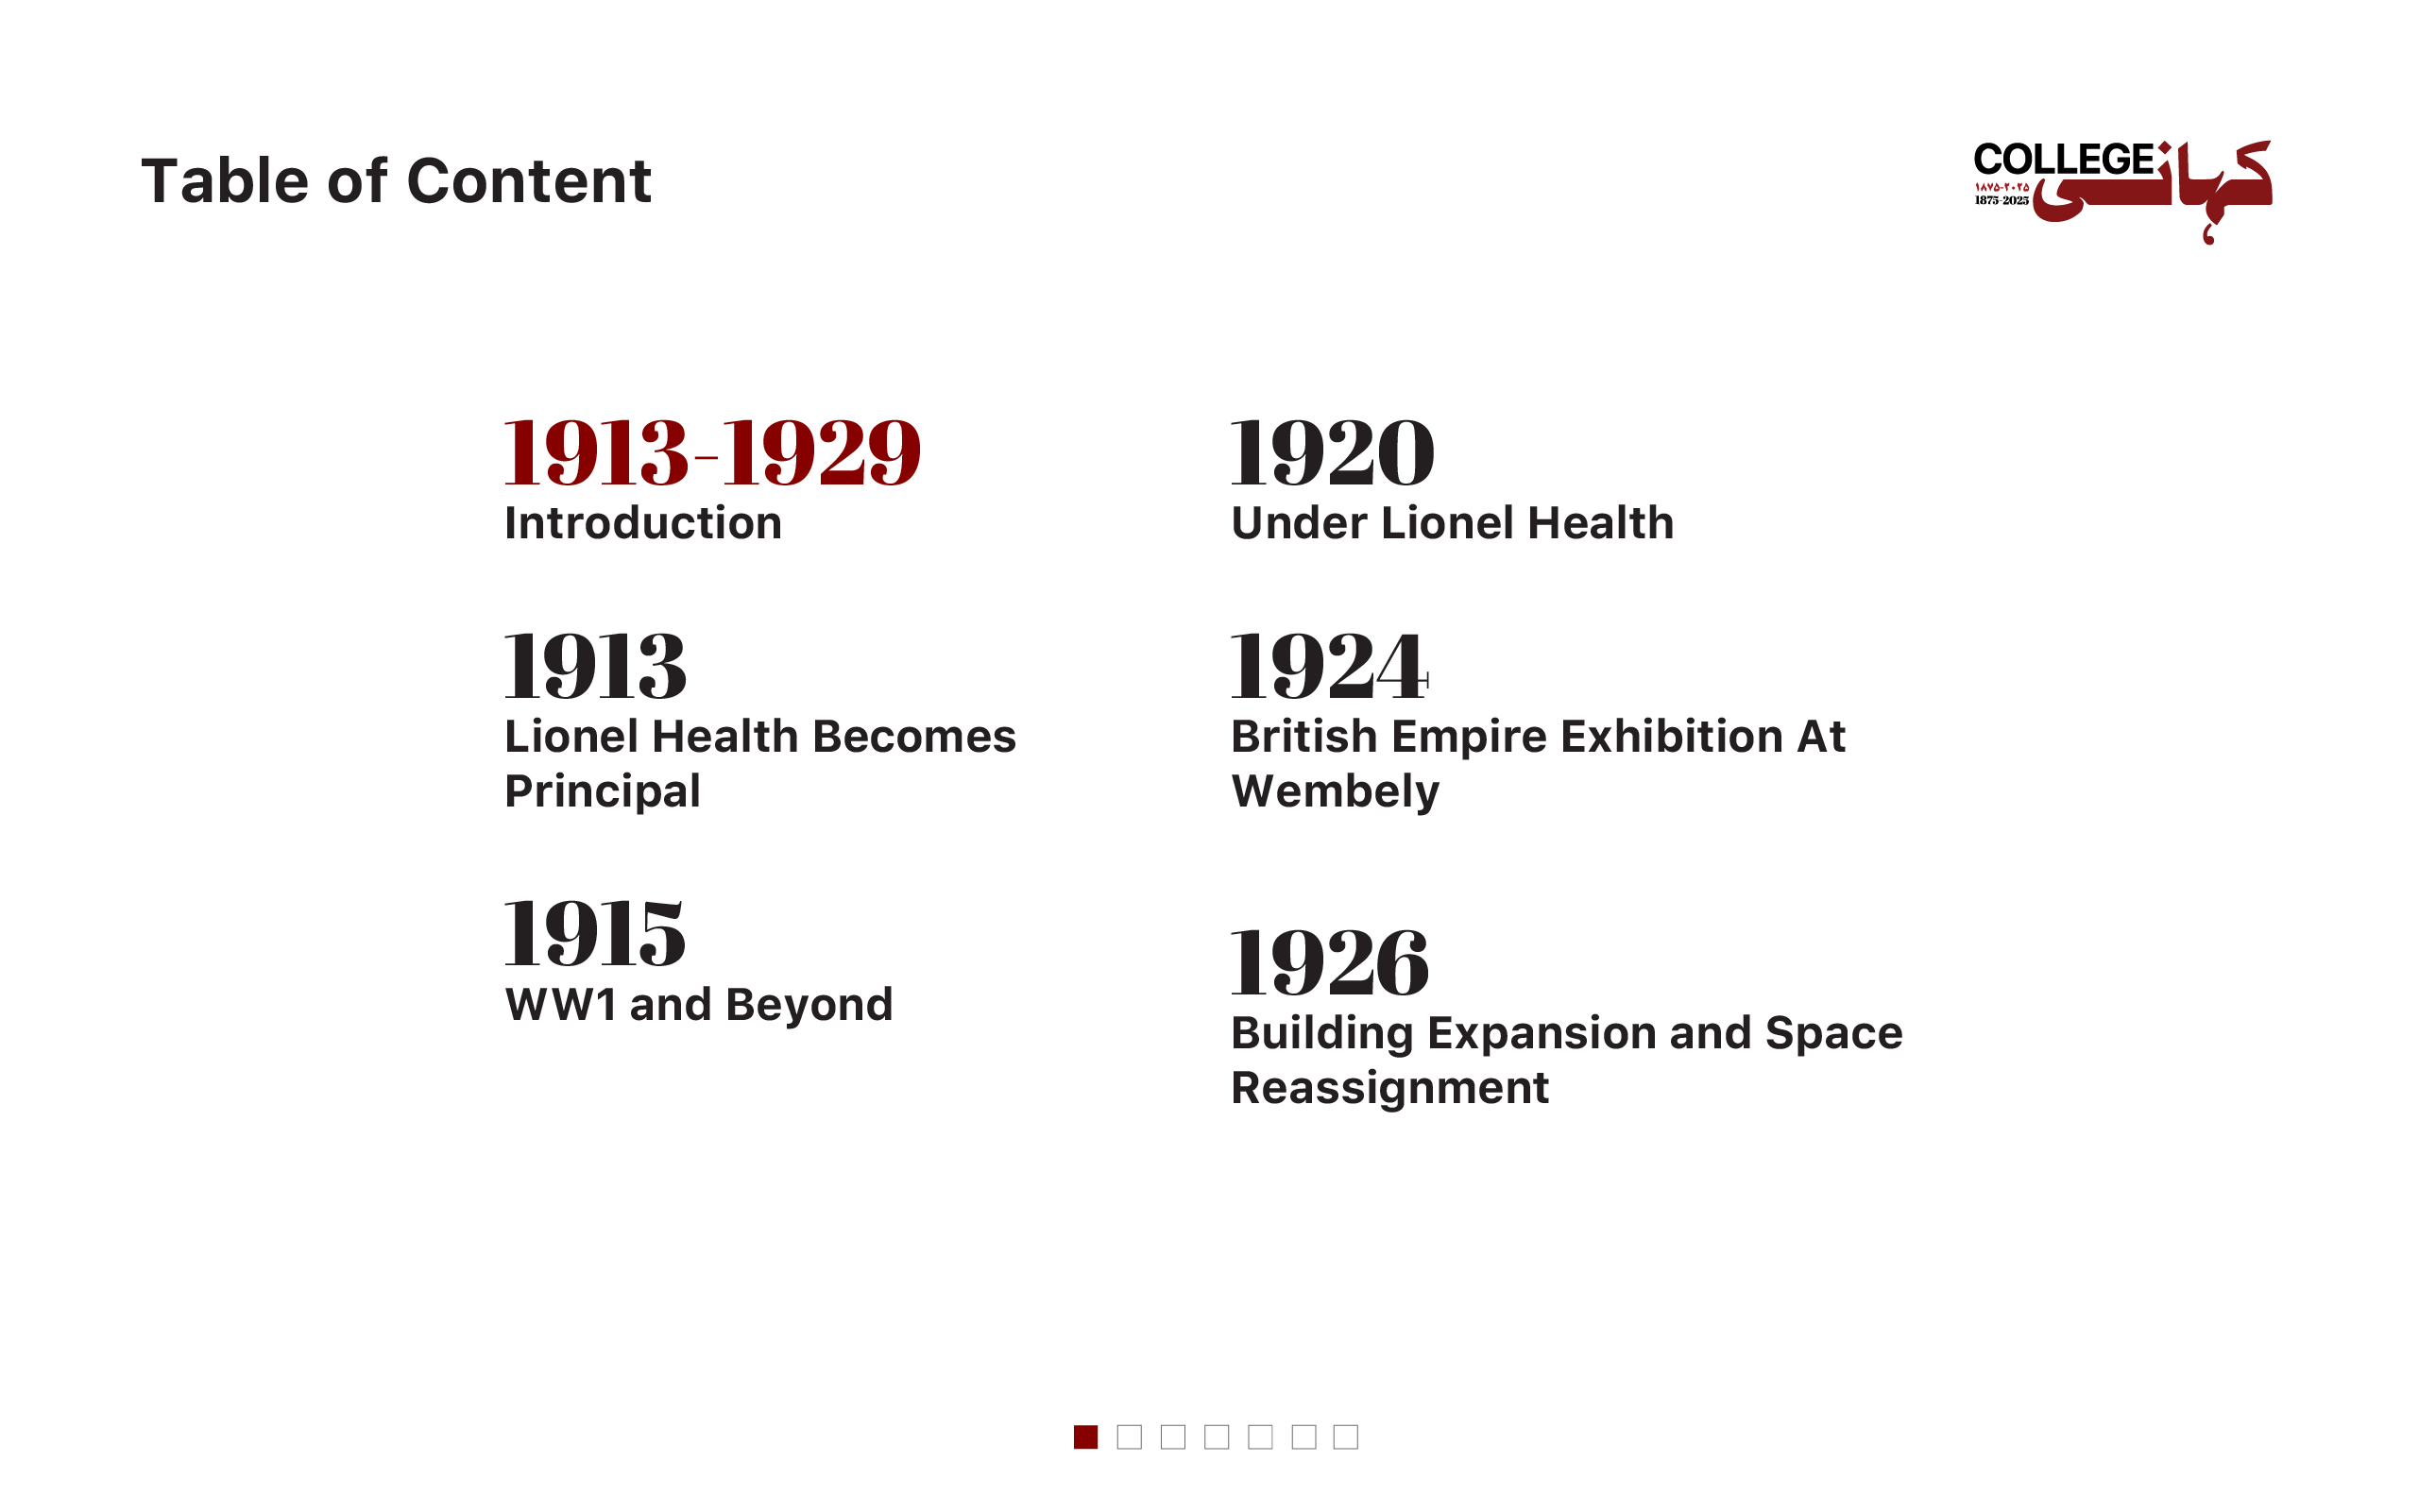 Table of Content
COLLEGE کہانی
۱۸۷۵-۲۰۲۵
1875-2025
1913-1929
Introduction
1913
Lionel Health Becomes
Principal
1915
WW1 and Beyond
1920
Under Lionel Health
1924
British Empire Exhibition At
Wembely
1926
Building Expansion and Space
Reassignment